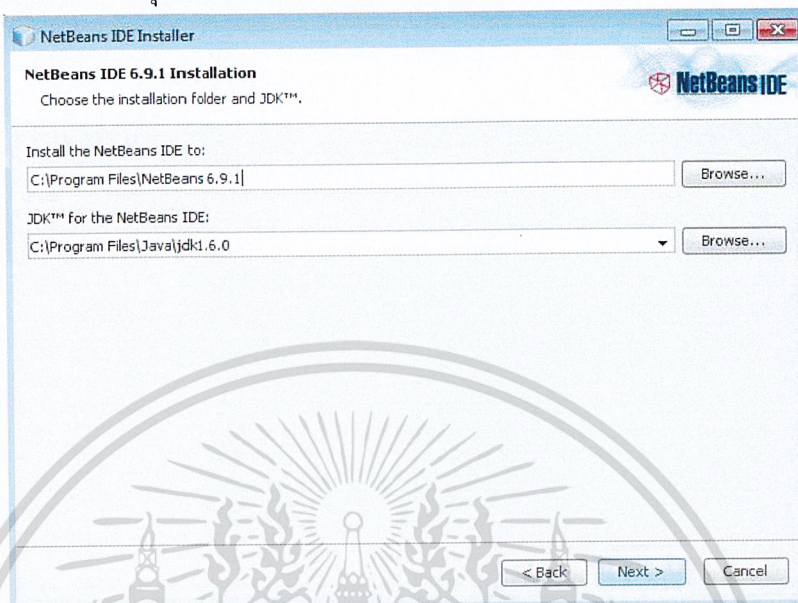 NetBeans IDE Installer
NetBeans IDE 6.9.1 Installation
Choose the installation folder and JDK™.
NetBeans IDE
Install the NetBeans IDE to:
C:\Program Files\NetBeans 6.9.1
Browse...
JDK™ for the NetBeans IDE:
C:\Program Files\Java\jdk1.6.0
Browse...
< Back
Next >
Cancel